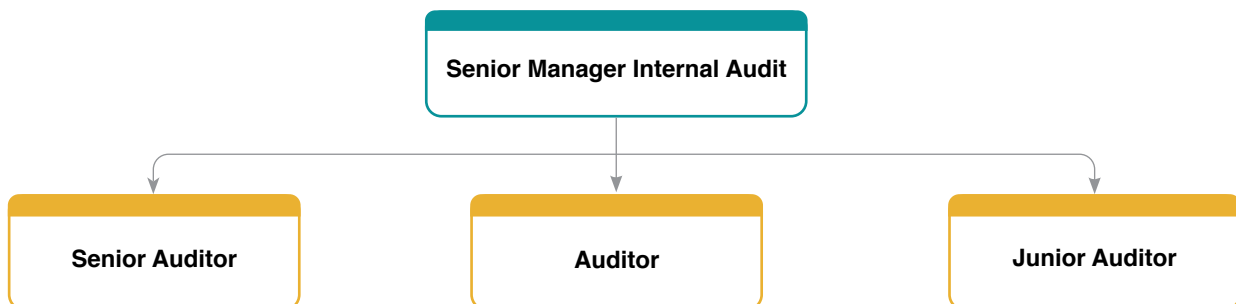 Senior Manager Internal Audit
Senior Auditor
Auditor
Junior Auditor